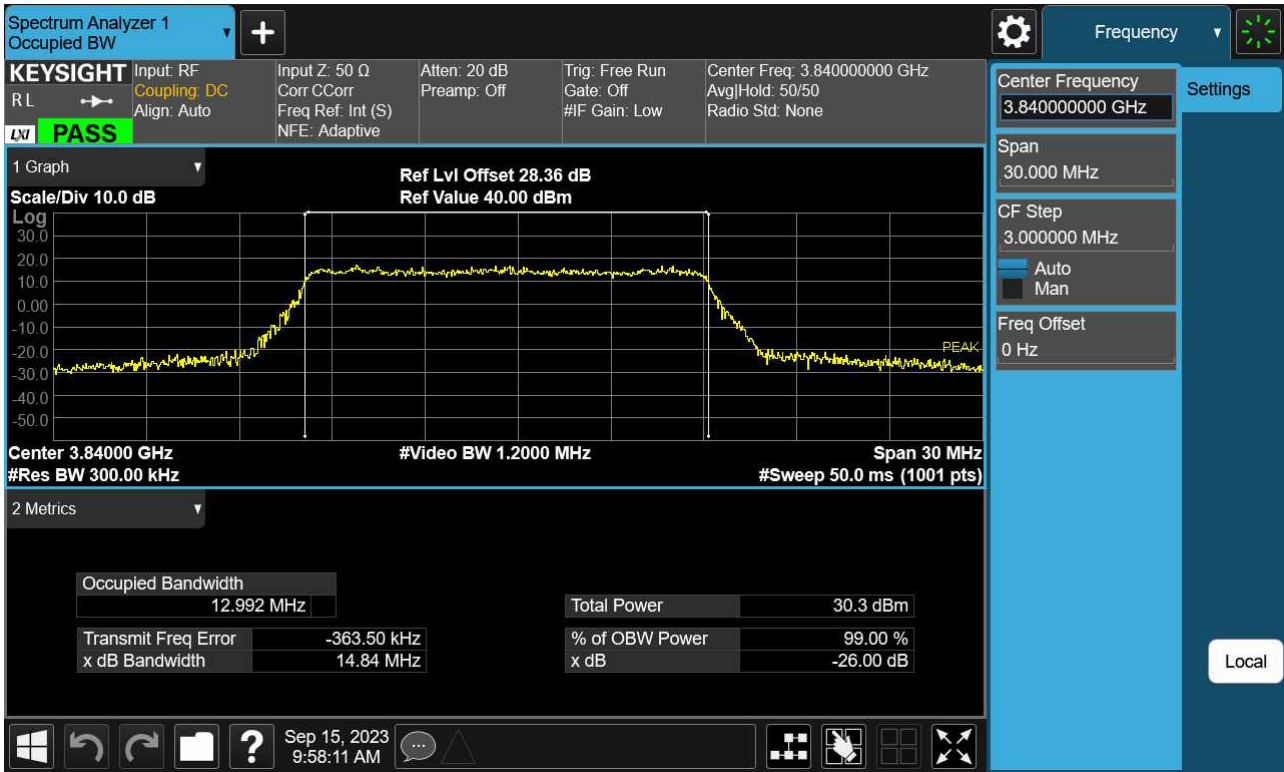 Spectrum Analyzer 1
Occupied BW
+
Frequency
KEYSIGHT
RL
LXI
PASS
Input: RF
Coupling: DC
Align: Auto
Input Z: 50 Ω
Corr CCorr
Freq Ref: Int (S)
NFE: Adaptive
Atten: 20 dB
Preamp: Off
Trig: Free Run
Gate: Off
#IF Gain: Low
Center Freq: 3.840000000 GHz
Avg|Hold: 50/50
Radio Std: None
Center Frequency
3.840000000 GHz
Settings
Span
30.000 MHz
CF Step
3.000000 MHz
Auto
Man
Freq Offset
0 Hz
1 Graph
Scale/Div 10.0 dB
Ref Lvl Offset 28.36 dB
Ref Value 40.00 dBm
Log
30.0
20.0
10.0
0.00
-10.0
-20.0
-30.0
-40.0
-50.0
PEAK
Center 3.84000 GHz
#Video BW 1.2000 MHz
Span 30 MHz
#Res BW 300.00 kHz
#Sweep 50.0 ms (1001 pts)
2 Metrics
Occupied Bandwidth
12.992 MHz
Total Power 30.3 dBm
Transmit Freq Error -363.50 kHz
% of OBW Power 99.00 %
x dB Bandwidth 14.84 MHz
x dB -26.00 dB
Local
?
Sep 15, 2023
9:58:11 AM